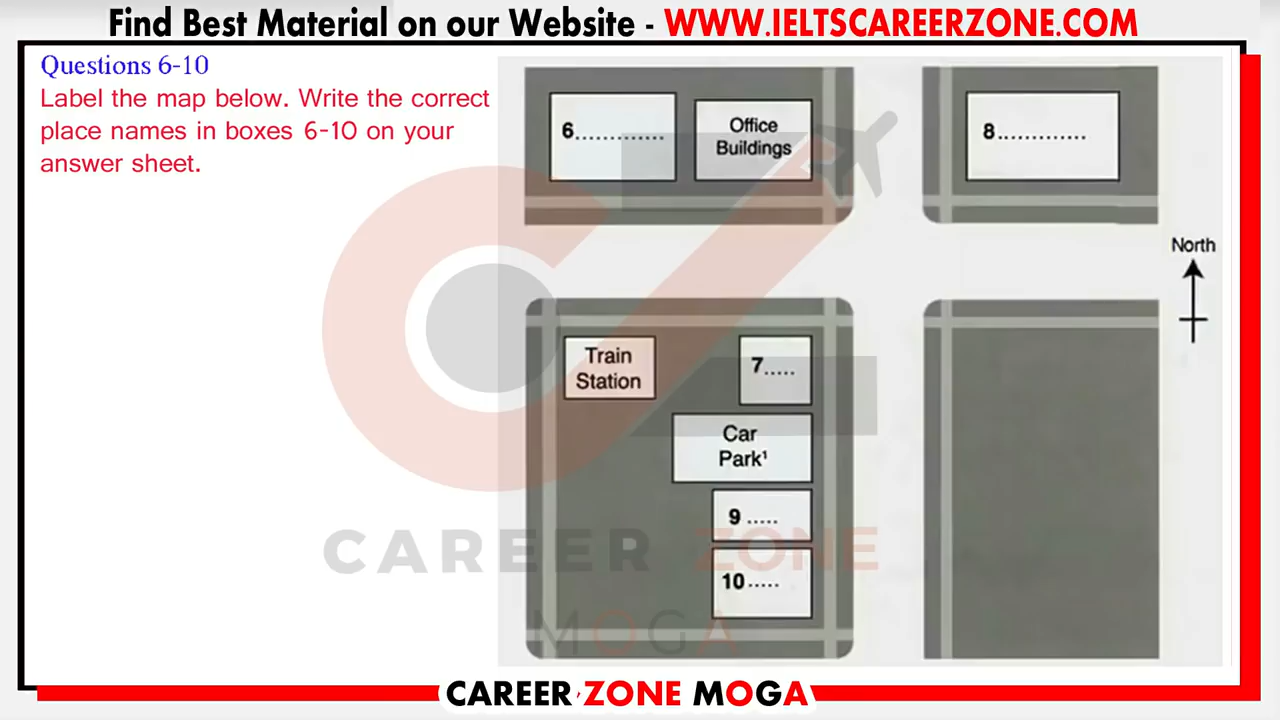 Find Best Material on our Website - WWW.IELTSCAREERZONE.COM
Questions 6-10
Label the map below. Write the correct
place names in boxes 6-10 on your
answer sheet.
6.............
Office
Buildings
8............
North
Train
Station
7.....
Car
Park¹
9 .....
10.....
CAREER ZONE
MOGA
CAREER ZONE MOGA